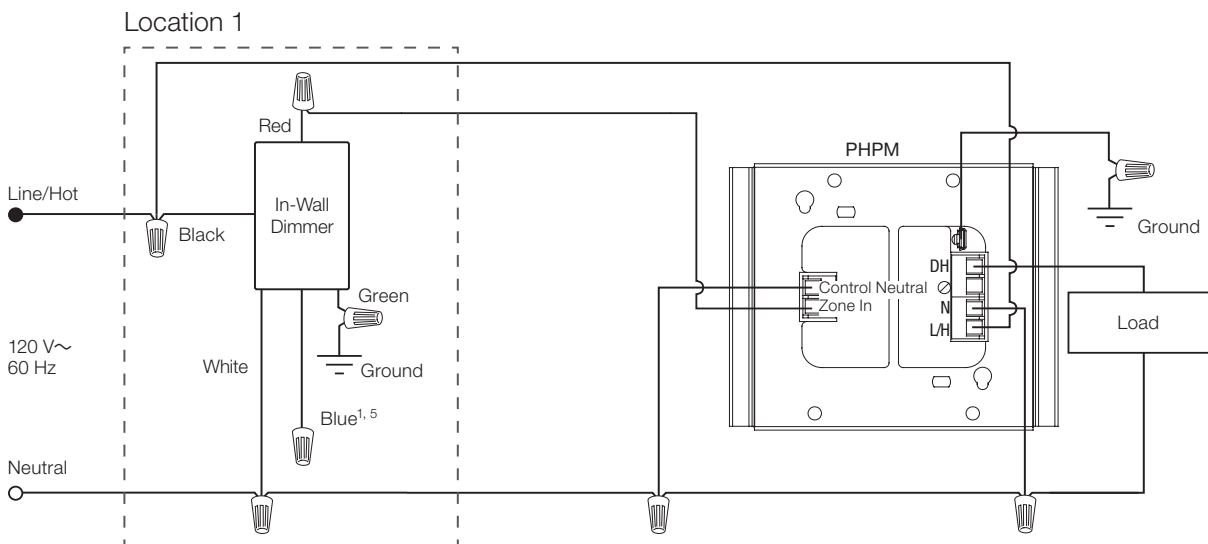 Location 1
Red
PHPM
Line/Hot
In-Wall
Dimmer
Black
Ground
DH
Control Neutral
Zone In
N
L/H
Green
Load
120 V~
60 Hz
White
Ground
Blue1, 5
Neutral